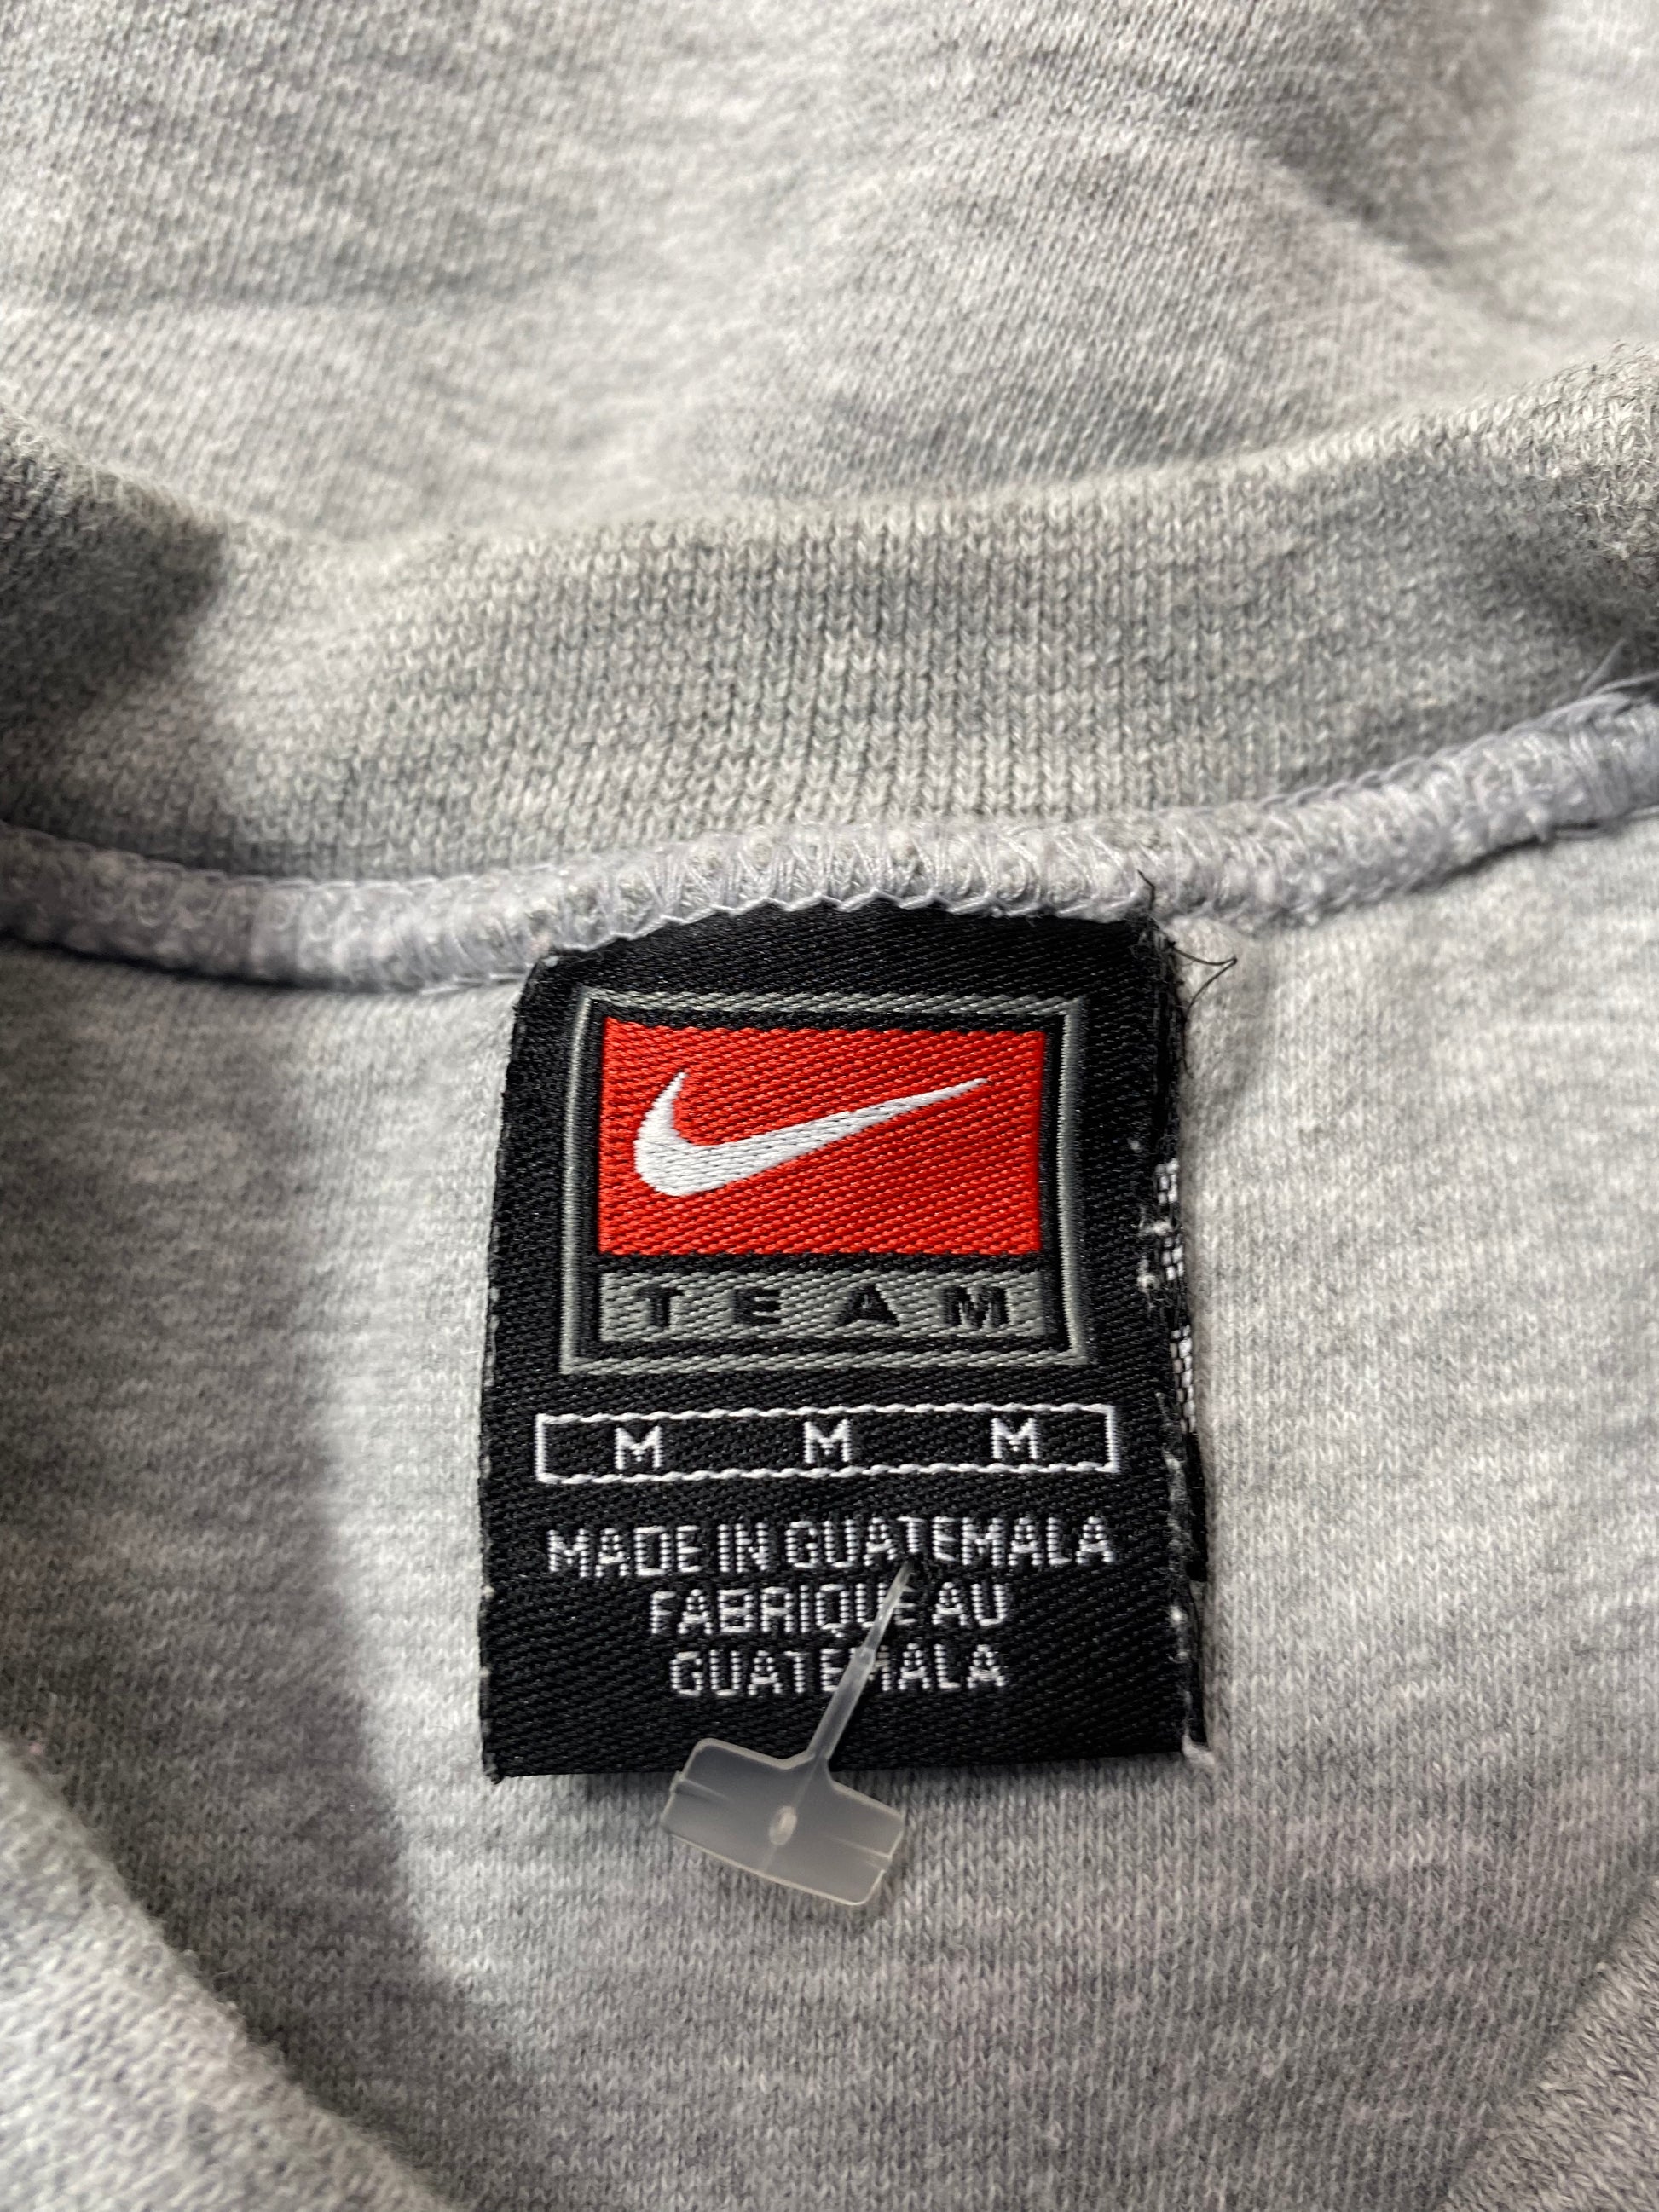 TEAM
M M M
MADE IN GUATEMALA
FABRIQUE AU
GUATEMALA